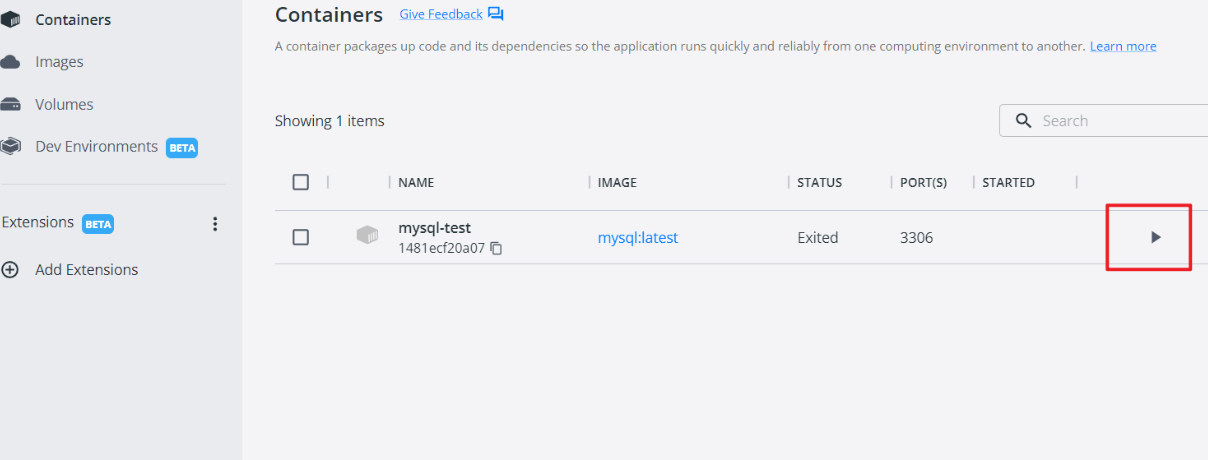 Containers
Images
Volumes
Dev Environments BETA
Extensions BETA
Add Extensions
Containers Give Feedback
A container packages up code and its dependencies so the application runs quickly and reliably from one computing environment to another. Learn more
Showing 1 items
Search
NAME IMAGE STATUS PORT(S) STARTED
mysql-test
1481ecf20a07
mysql:latest
Exited
3306